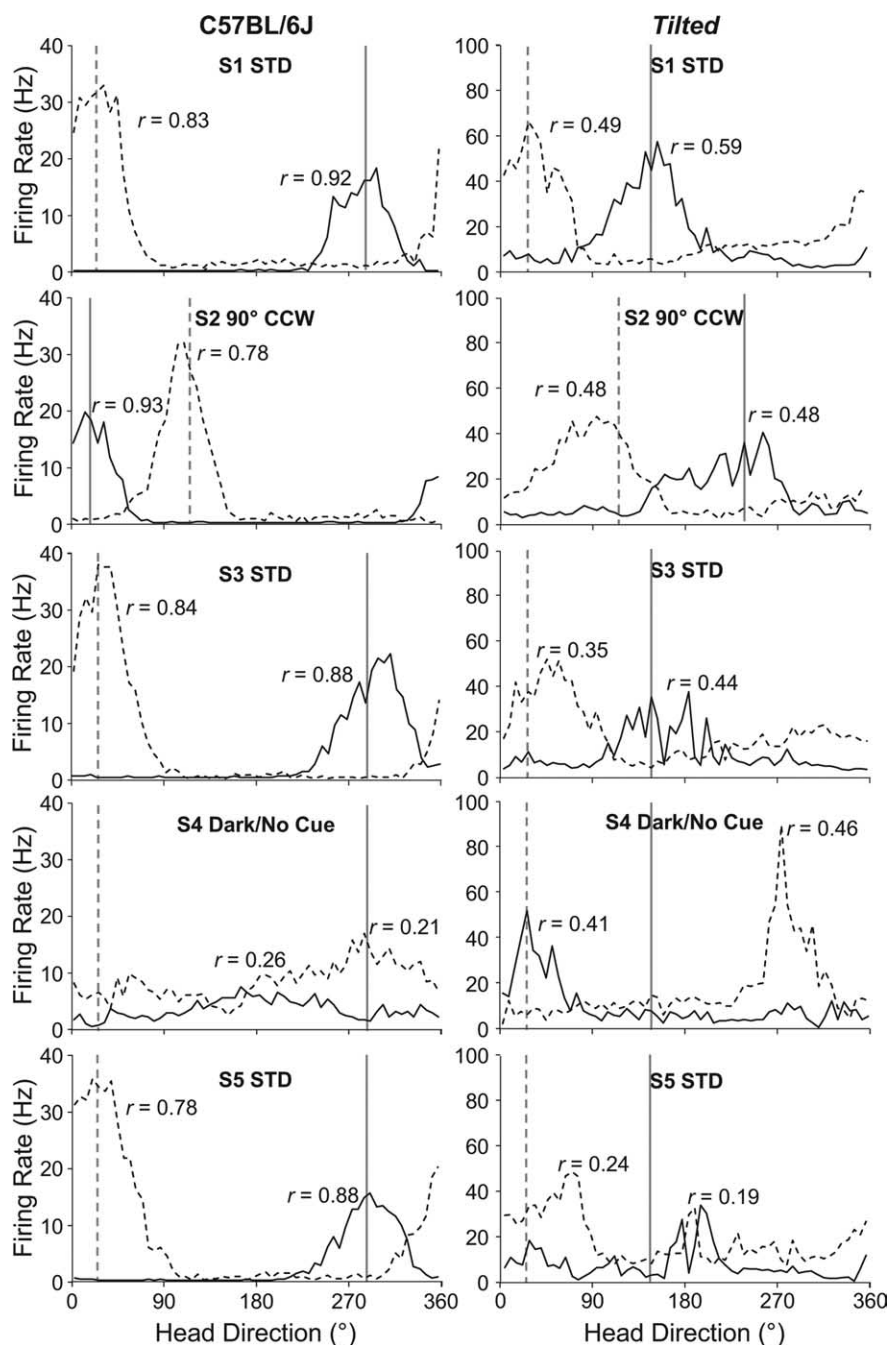 C57BL/6J
Tilted
S1 STD
S1 STD
Firing Rate (Hz)
40
30
20
10
0
r = 0.83
r = 0.92
100
80
60
40
20
0
r = 0.49
r = 0.59
S2 90° CCW
S2 90° CCW
Firing Rate (Hz)
40
30
20
10
0
r = 0.93
r = 0.78
100
80
60
40
20
0
r = 0.48
r = 0.48
S3 STD
S3 STD
Firing Rate (Hz)
40
30
20
10
0
r = 0.84
r = 0.88
100
80
60
40
20
0
r = 0.35
r = 0.44
S4 Dark/No Cue
S4 Dark/No Cue
Firing Rate (Hz)
40
30
20
10
0
r = 0.26
r = 0.21
100
80
60
40
20
0
r = 0.41
r = 0.46
S5 STD
S5 STD
Firing Rate (Hz)
40
30
20
10
0
r = 0.78
r = 0.88
100
80
60
40
20
0
r = 0.24
r = 0.19
0 90 180 270 360
0 90 180 270 360
Head Direction (°)
Head Direction (°)